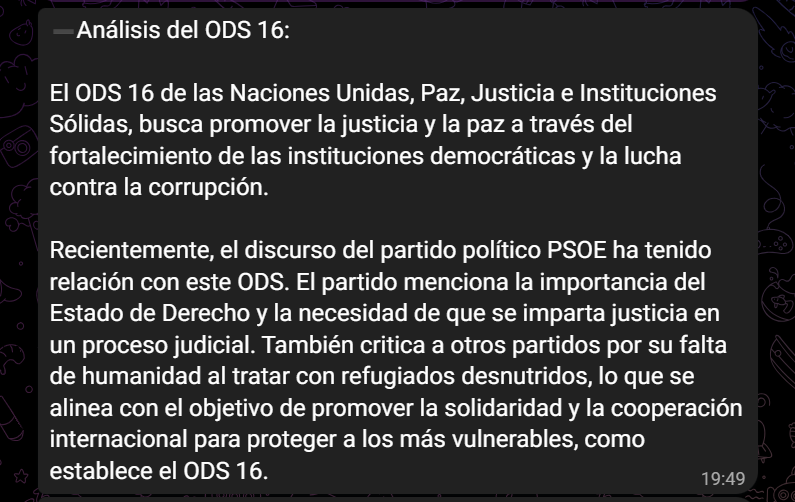 ➖Análisis del ODS 16:
El ODS 16 de las Naciones Unidas, Paz, Justicia e Instituciones
Sólidas, busca promover la justicia y la paz a través del
fortalecimiento de las instituciones democráticas y la lucha
contra la corrupción.
Recientemente, el discurso del partido político PSOE ha tenido
relación con este ODS. El partido menciona la importancia del
Estado de Derecho y la necesidad de que se imparta justicia en
un proceso judicial. También critica a otros partidos por su falta
de humanidad al tratar con refugiados desnutridos, lo que se
alinea con el objetivo de promover la solidaridad y la cooperación
internacional para proteger a los más vulnerables, como
establece el ODS 16.
19:49